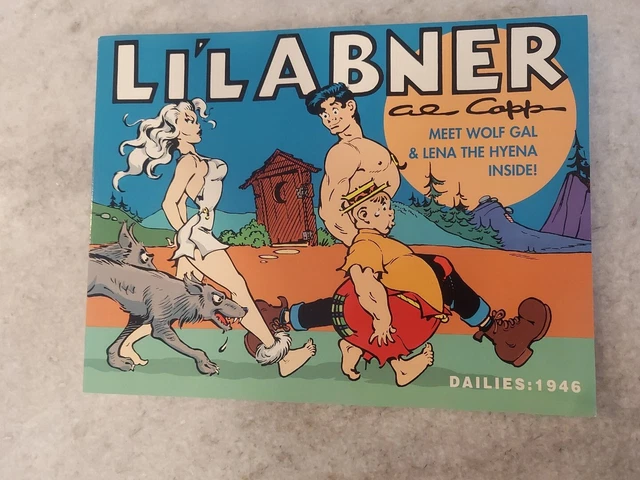 LI'L ABNER
Al Capp
MEET WOLF GAL
& LENA THE HYENA
INSIDE!
DAILIES:1946